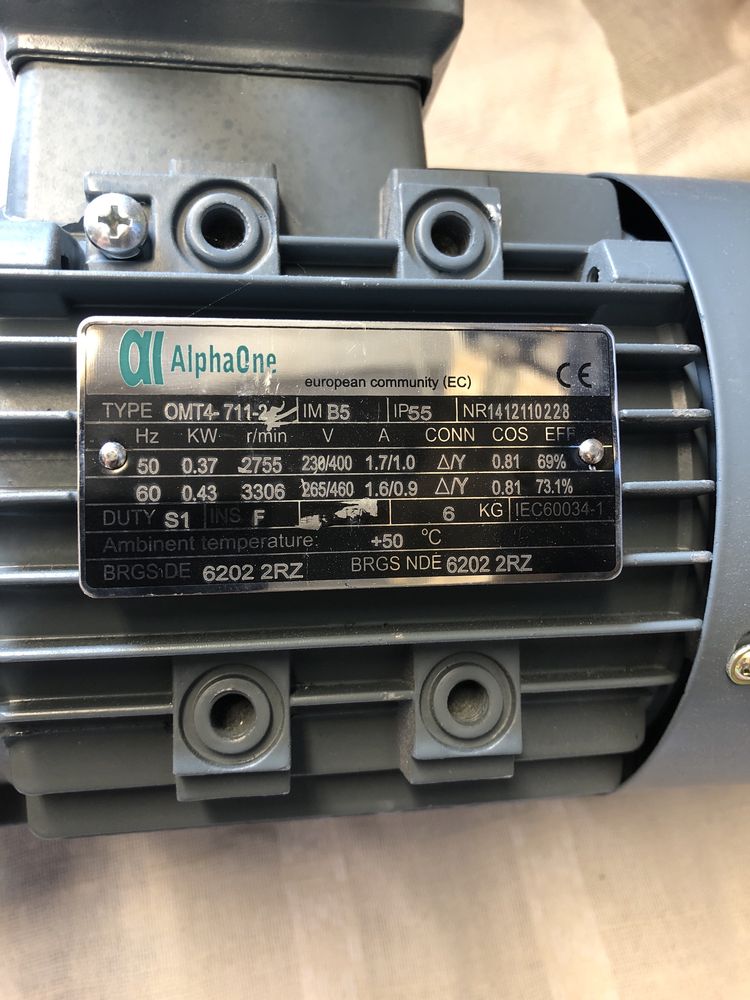 AlphaOne
european community (EC)
CE
TYPE OMT4-711-2 IM B5 IP55 NR1412110228
Hz KW r/min V A CONN COS EFF
50 0.37 2755 230/400 1.7/1.0 Δ/Y 0.81 69%
60 0.43 3306 265/460 1.6/0.9 Δ/Y 0.81 73.1%
DUTY S1 INS F 6 KG IEC60034-1
Ambinent temperature: +50 °C
BRGS DE 6202 2RZ BRGS NDE 6202 2RZ